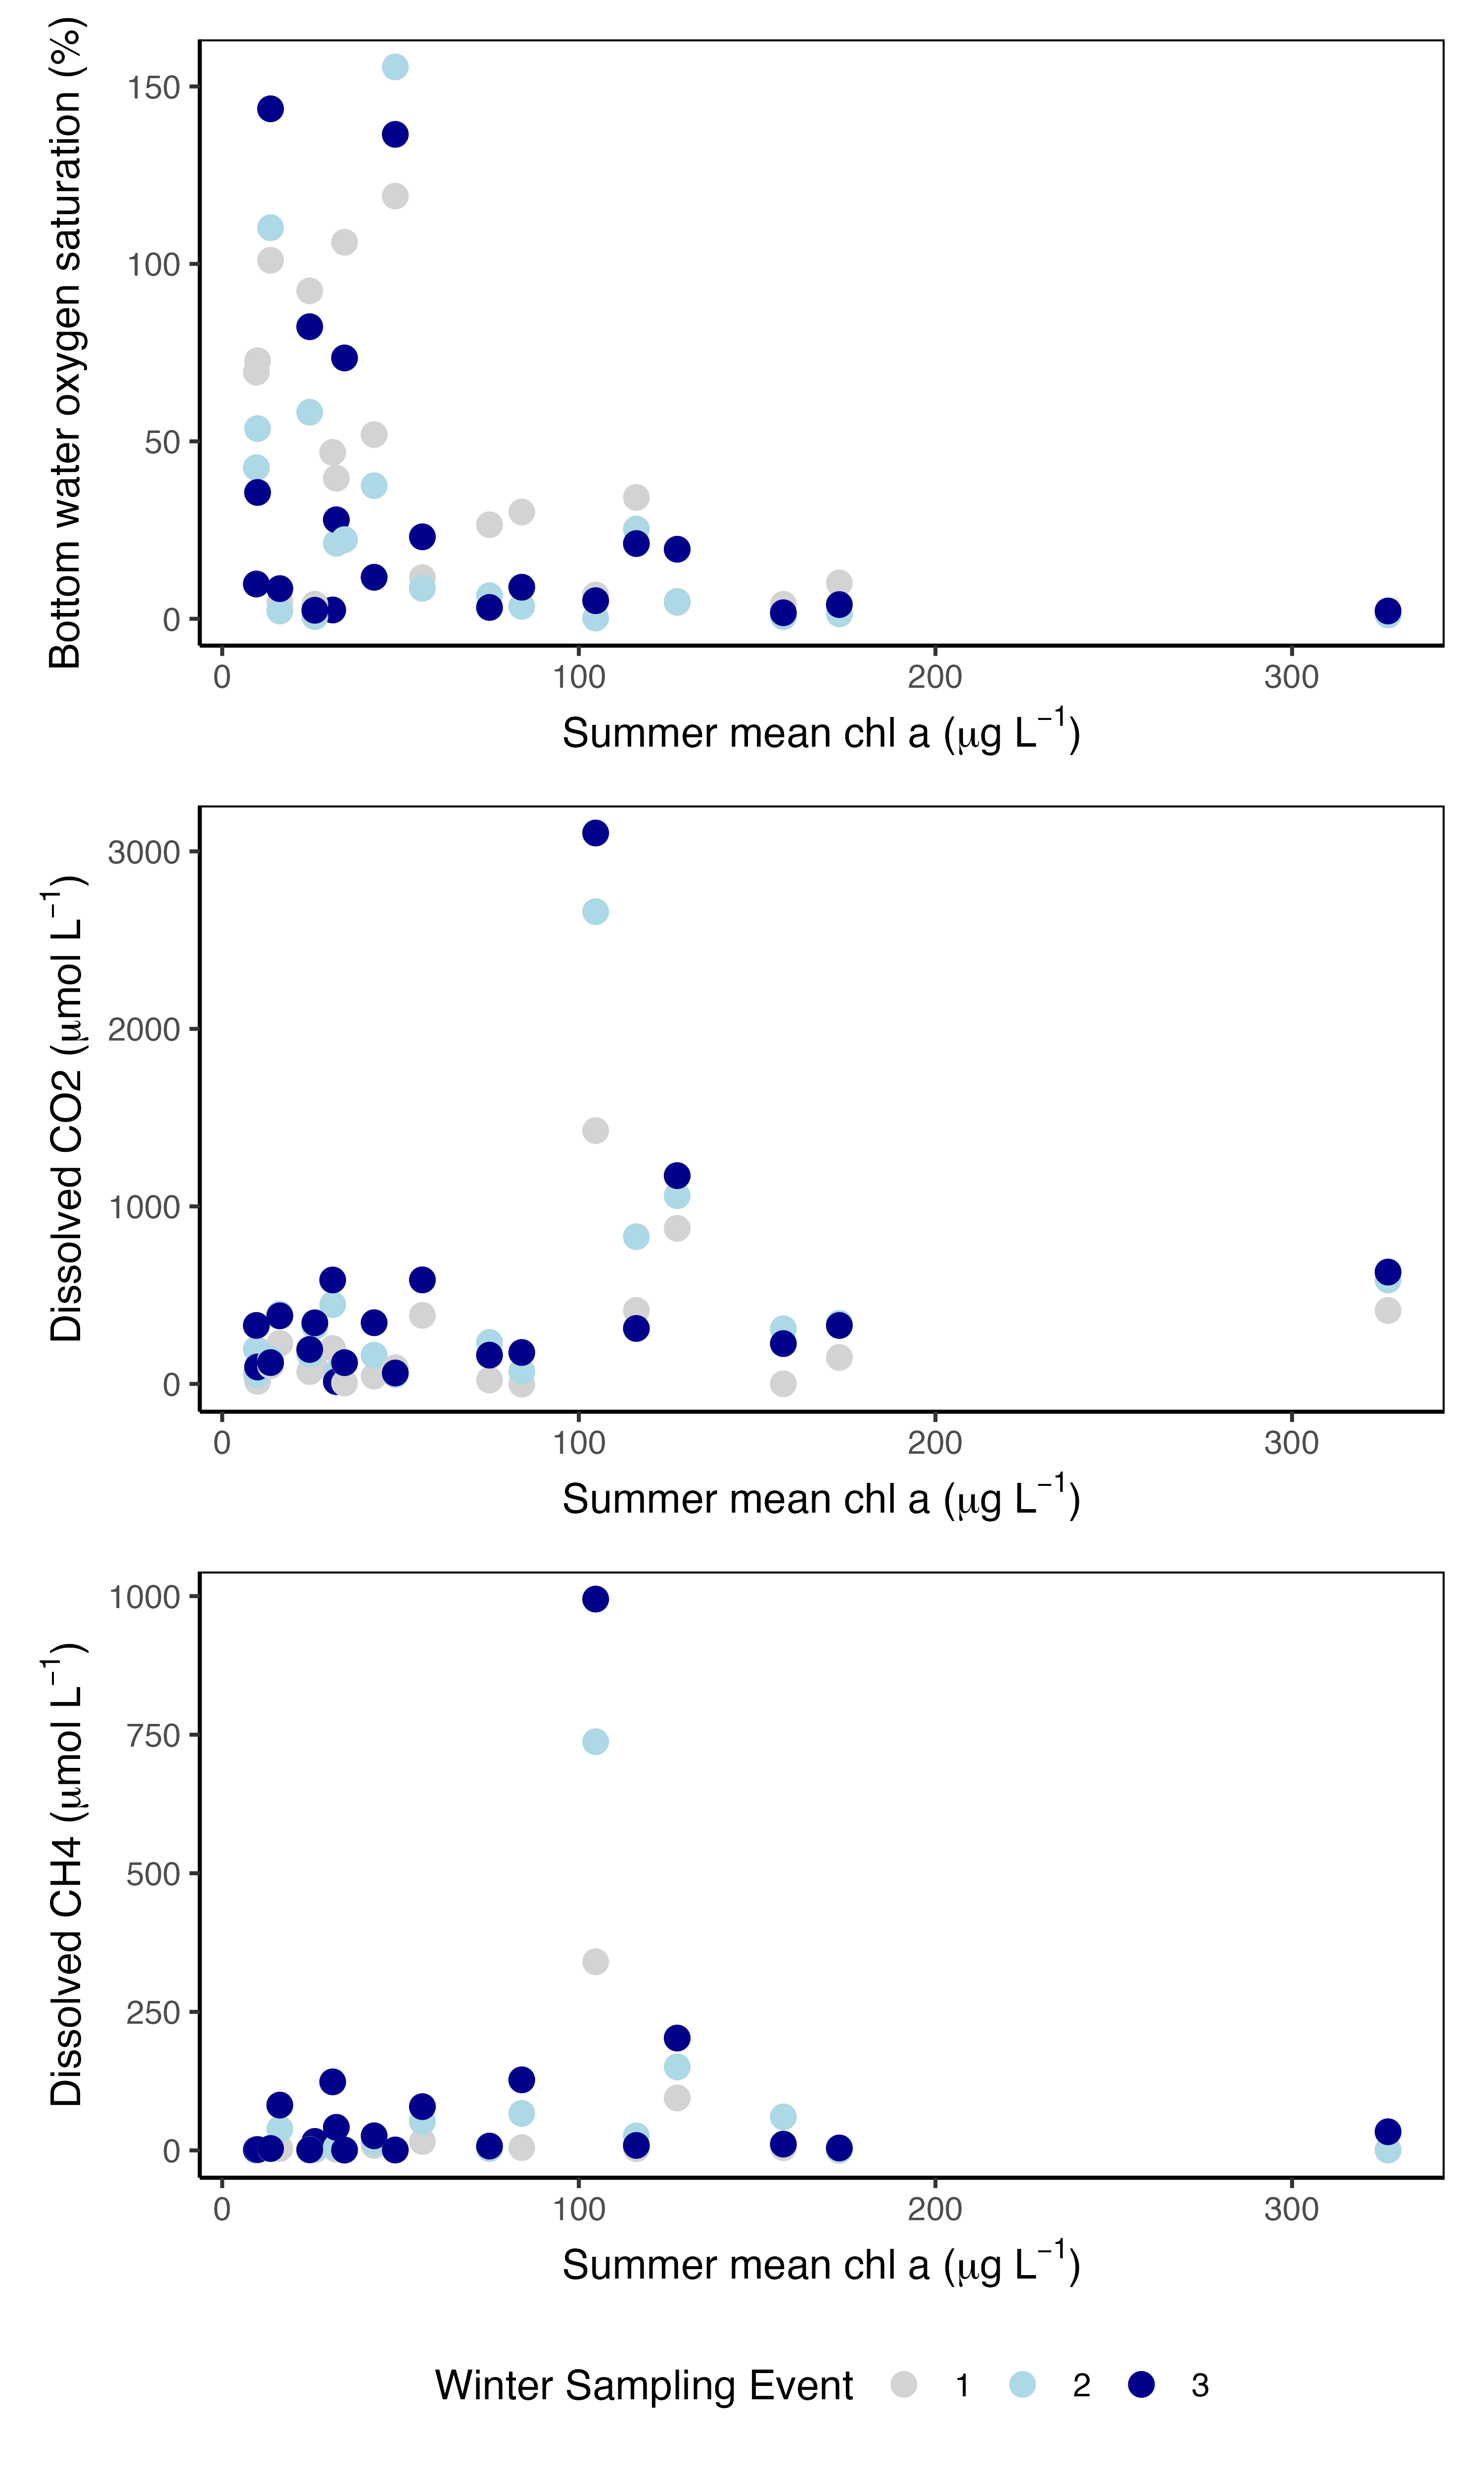 Bottom water oxygen saturation (%)
150
100
50
0
0 100 200 300
Summer mean chl a (μg L⁻¹)
Dissolved CO2 (μmol L⁻¹)
3000
2000
1000
0
0 100 200 300
Summer mean chl a (μg L⁻¹)
Dissolved CH4 (μmol L⁻¹)
1000
750
500
250
0
0 100 200 300
Summer mean chl a (μg L⁻¹)
Winter Sampling Event 1 2 3